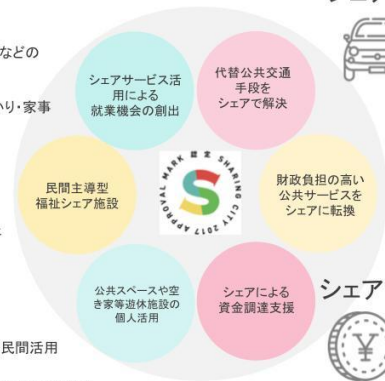 シェア
などの
シェアサービス活
用による
就業機会の創出
代替公共交通
手段を
シェアで解決
り・家事
民間主導型
福祉シェア施設
APPROVAL MARK 認定 SHARING CITY 2017
財政負担の高い
公共サービスを
シェアに転換
公共スペースや空
き家等遊休施設の
個人活用
シェアによる
資金調達支援
シェア
¥
民間活用